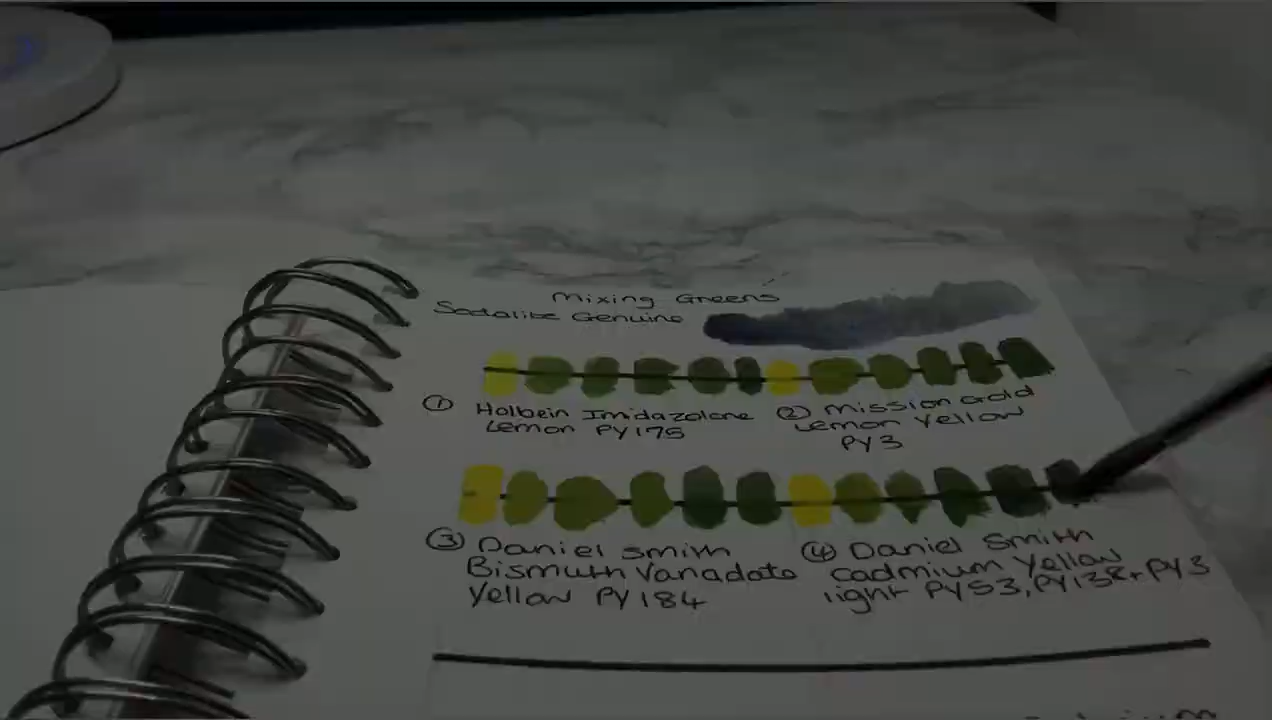 Mixing Greens
Sodalite Genuine
① Holbein Imidazolone
Lemon PY175
② Mission Gold
Lemon Yellow
PY3
③ Daniel Smith
Bismuth Vanadate
Yellow PY184
④ Daniel Smith
Cadmium Yellow
light PY53, PY138 + PY3